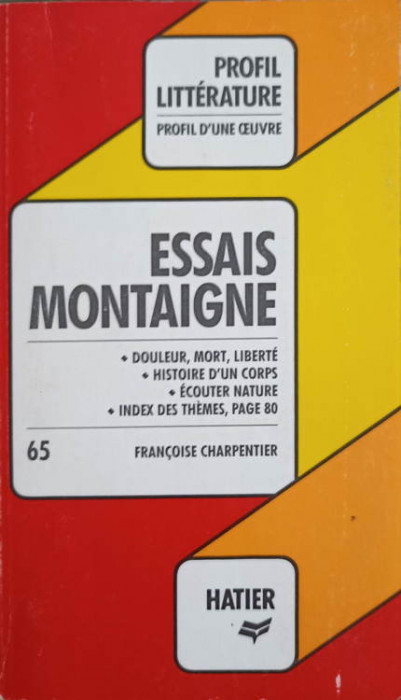 PROFIL
LITTÉRATURE
PROFIL D'UNE ŒUVRE
ESSAIS
MONTAIGNE
◆ DOULEUR, MORT, LIBERTÉ
◆ HISTOIRE D'UN CORPS
◆ ÉCOUTER NATURE
◆ INDEX DES THÈMES, PAGE 80
65 FRANÇOISE CHARPENTIER
HATIER